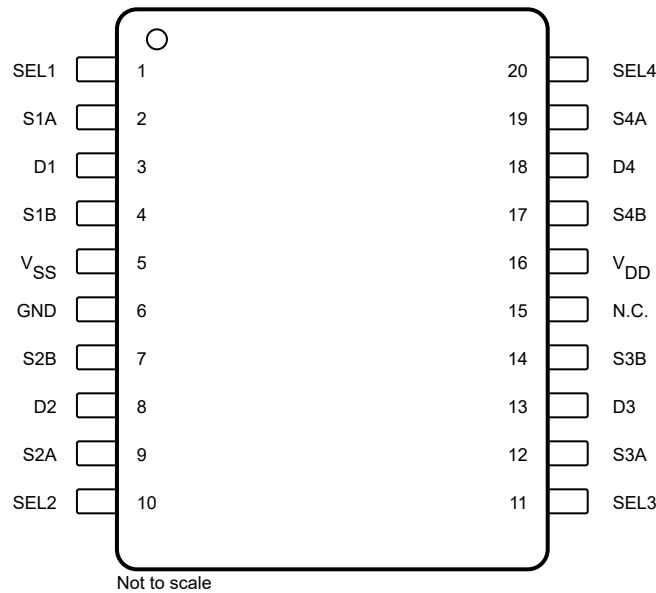 SEL1 1 20 SEL4
S1A 2 19 S4A
D1 3 18 D4
S1B 4 17 S4B
VSS 5 16 VDD
GND 6 15 N.C.
S2B 7 14 S3B
D2 8 13 D3
S2A 9 12 S3A
SEL2 10 11 SEL3
Not to scale